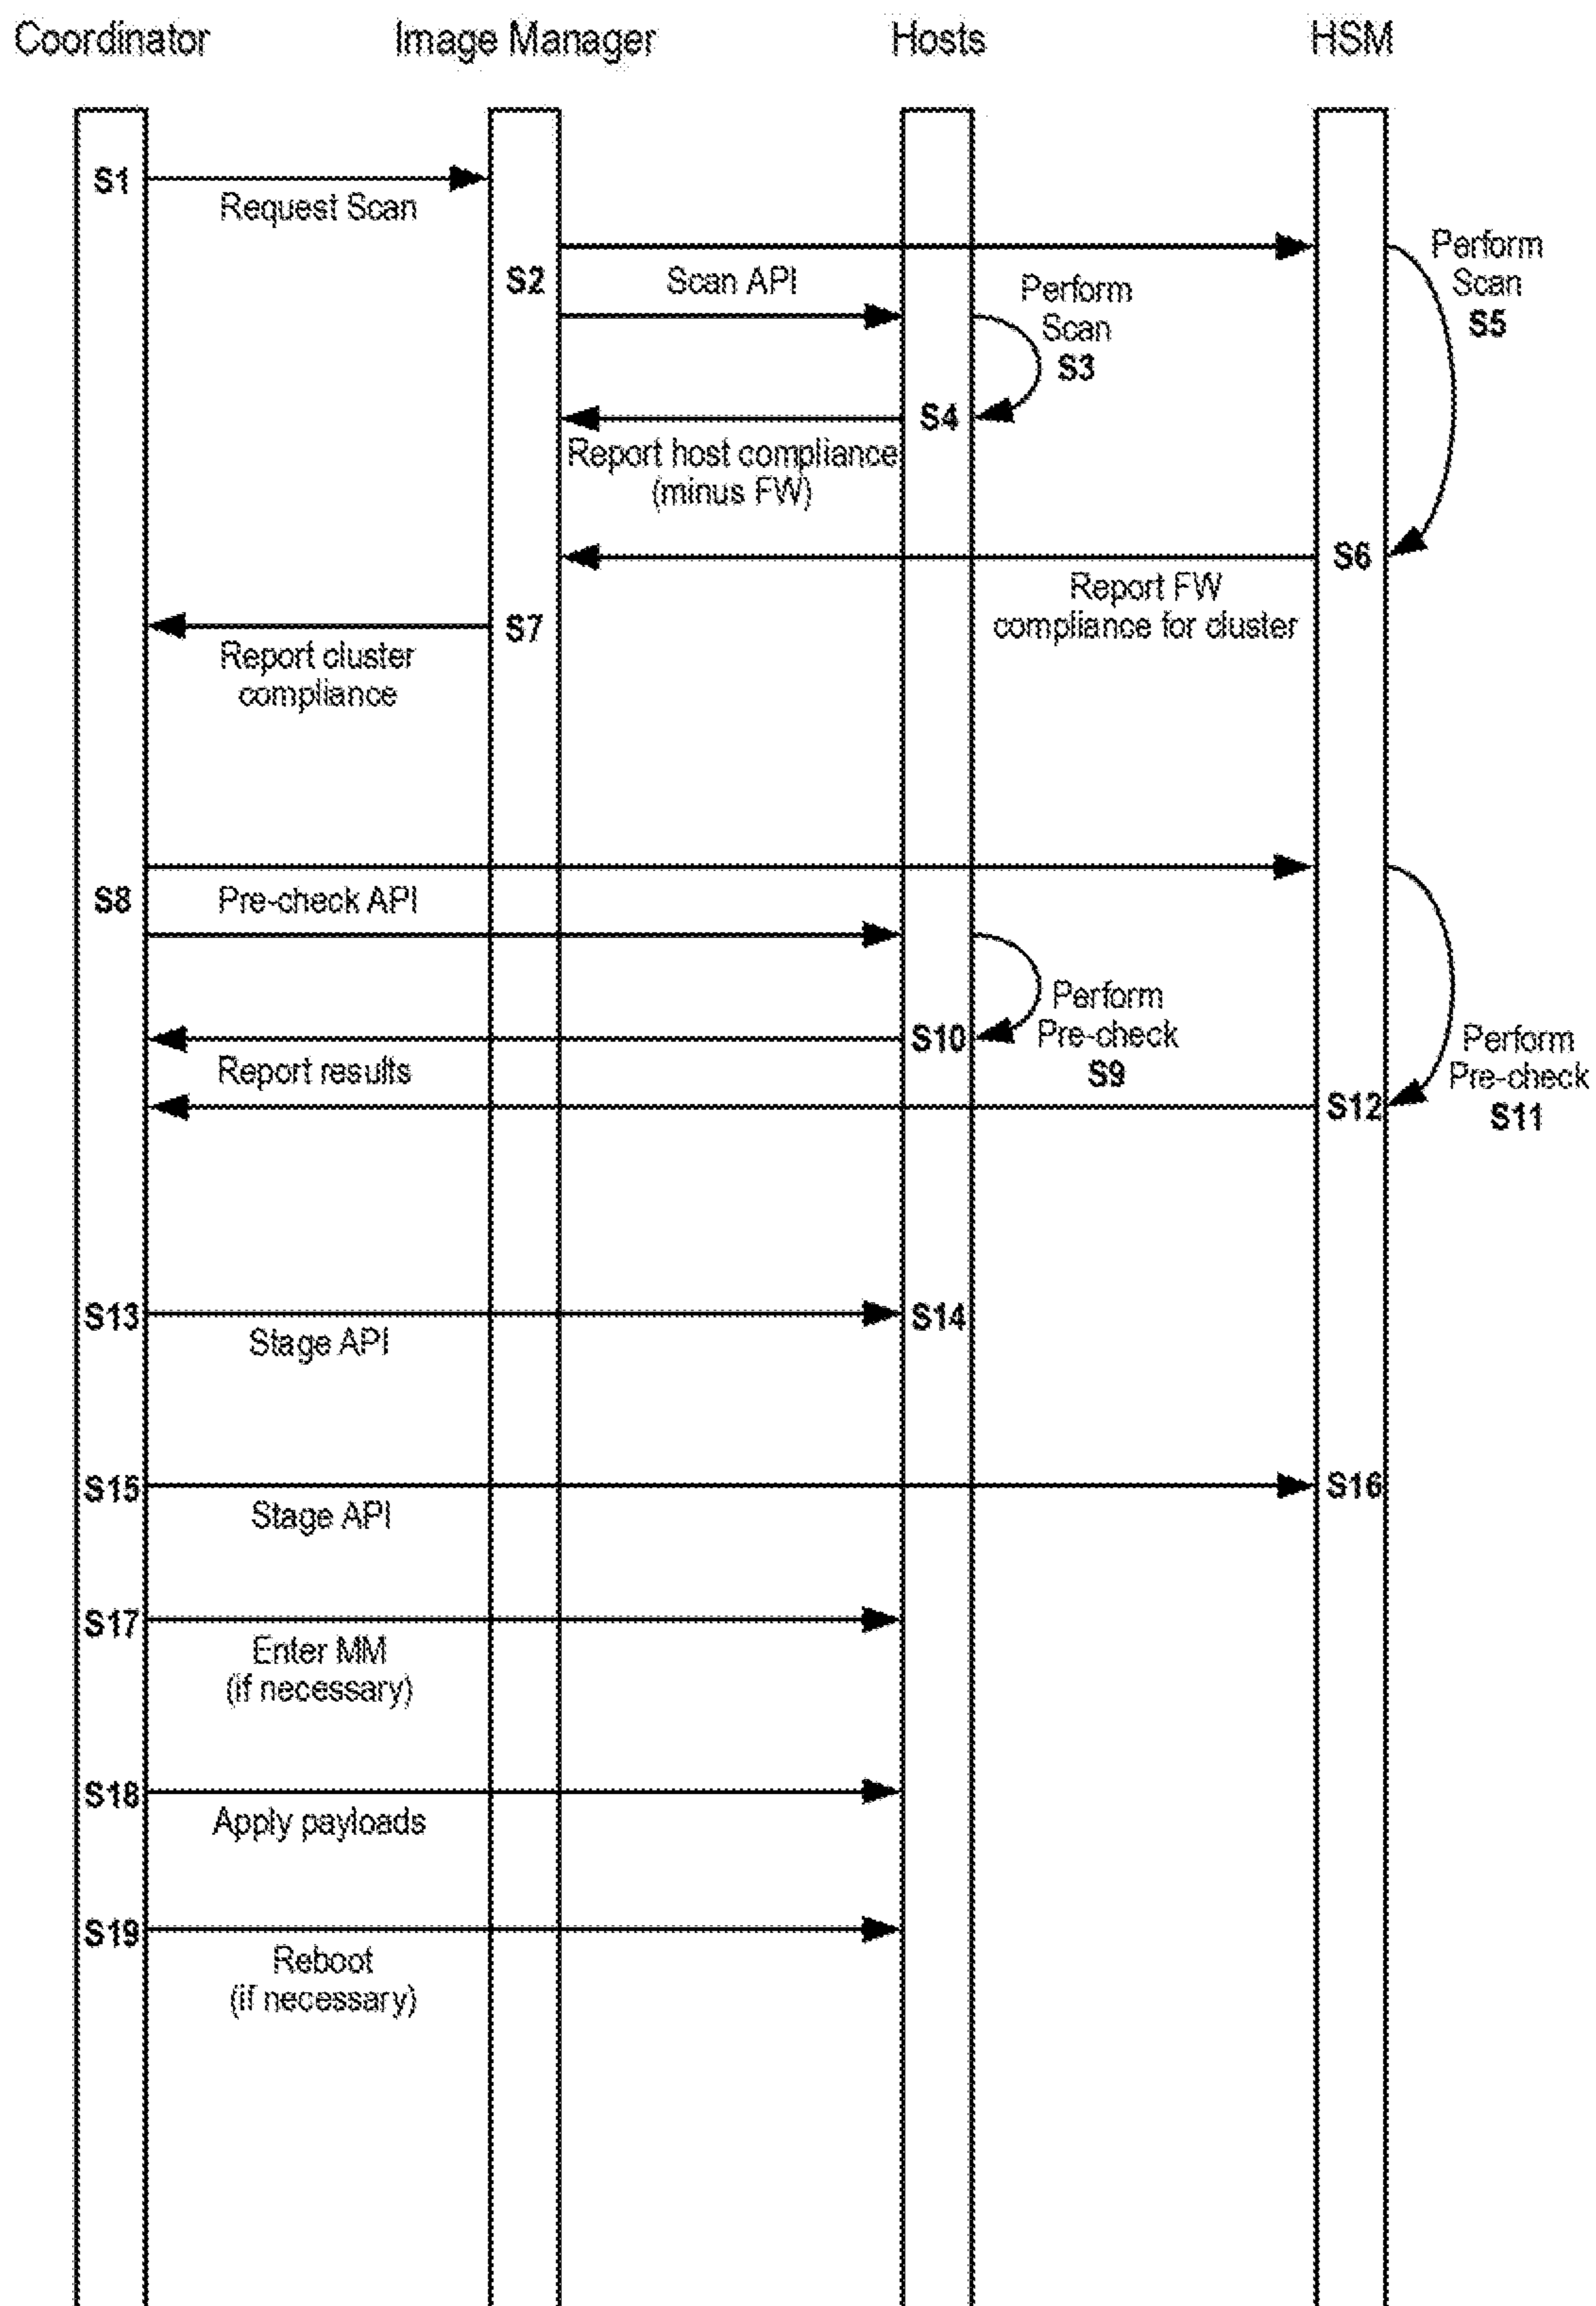 Coordinator
Image Manager
Hosts
HSM
S1
Request Scan
S2
Scan API
Perform
Scan
S3
Perform
Scan
S5
S4
Report host compliance
(minus FW)
S6
Report FW
compliance for cluster
S7
Report cluster
compliance
S8
Pre-check API
Perform
Pre-check
S9
S10
Report results
Perform
Pre-check
S11
S12
S13
Stage API
S14
S15
Stage API
S16
S17
Enter MM
(if necessary)
S18
Apply payloads
S19
Reboot
(if necessary)